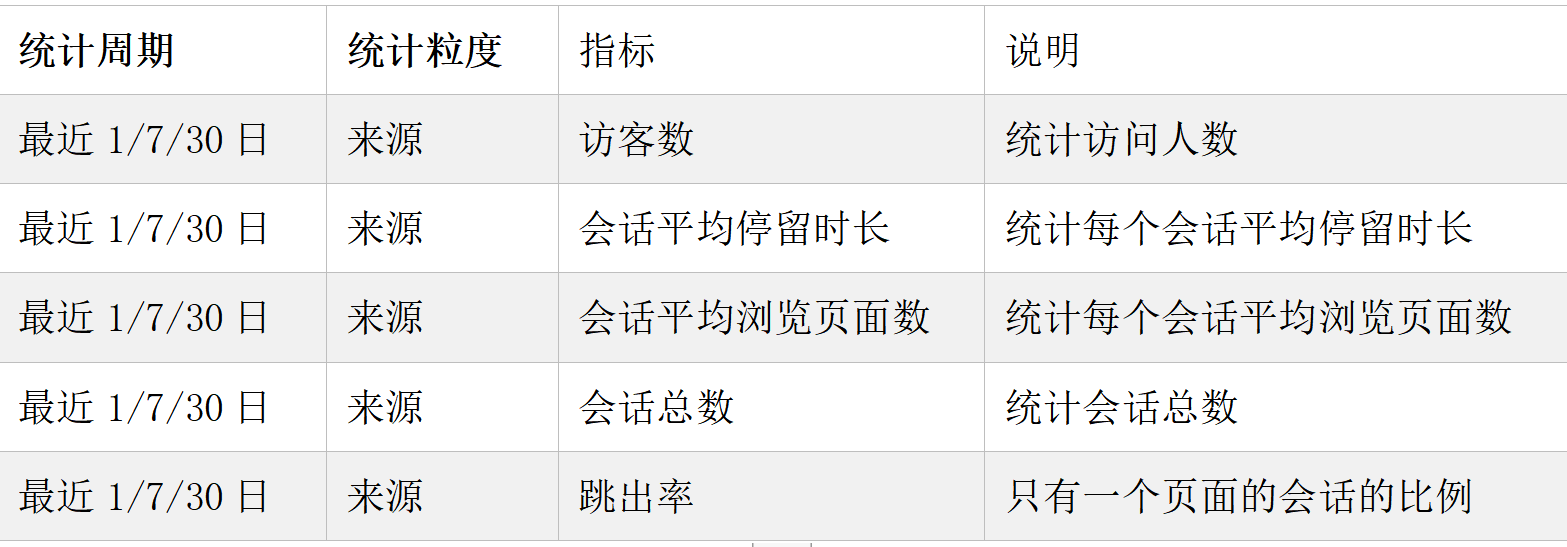 统计周期 统计粒度 指标 说明
最近 1/7/30 日 来源 访客数 统计访问人数
最近 1/7/30 日 来源 会话平均停留时长 统计每个会话平均停留时长
最近 1/7/30 日 来源 会话平均浏览页面数 统计每个会话平均浏览页面数
最近 1/7/30 日 来源 会话总数 统计会话总数
最近 1/7/30 日 来源 跳出率 只有一个页面的会话的比例